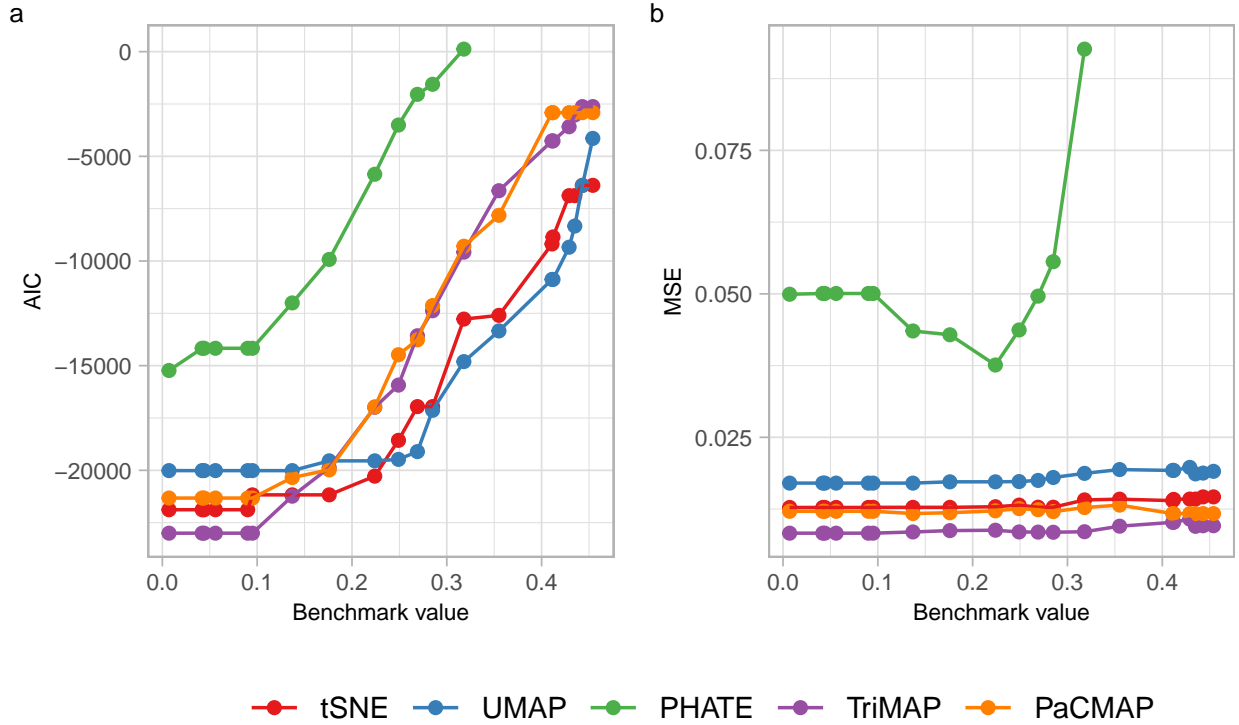 a
b
0
−5000
−10000
−15000
−20000
AIC
0.0 0.1 0.2 0.3 0.4
Benchmark value
0.075
0.050
0.025
MSE
0.0 0.1 0.2 0.3 0.4
Benchmark value
tSNE UMAP PHATE TriMAP PaCMAP